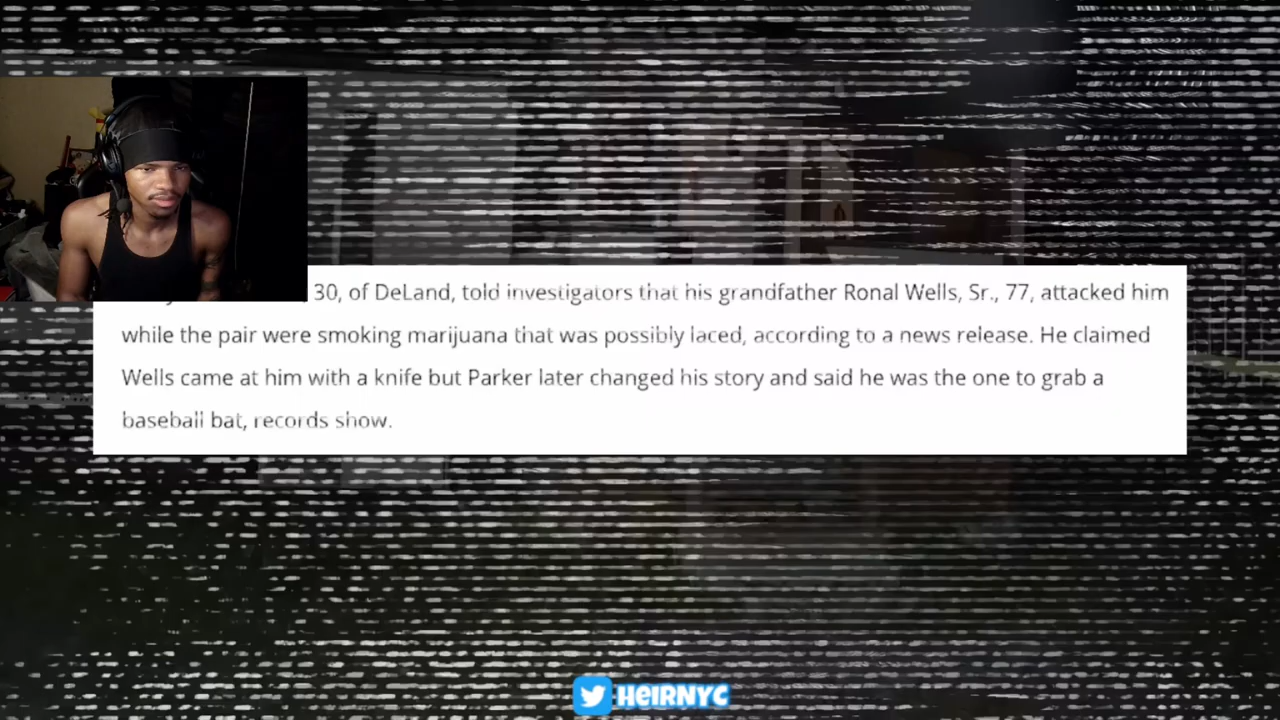 30, of DeLand, told investigators that his grandfather Ronal Wells, Sr., 77, attacked him
while the pair were smoking marijuana that was possibly laced, according to a news release. He claimed
Wells came at him with a knife but Parker later changed his story and said he was the one to grab a
baseball bat, records show.
HEIRNYC